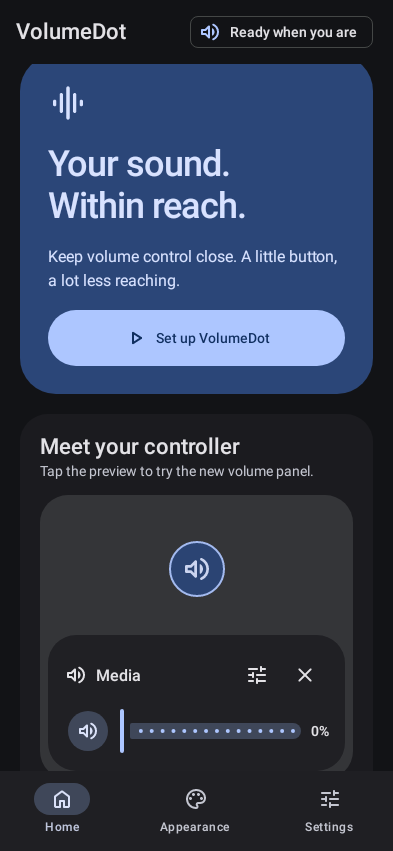 VolumeDot
Ready when you are
Your sound.
Within reach.
Keep volume control close. A little button,
a lot less reaching.
Set up VolumeDot
Meet your controller
Tap the preview to try the new volume panel.
Media
0%
Home
Appearance
Settings